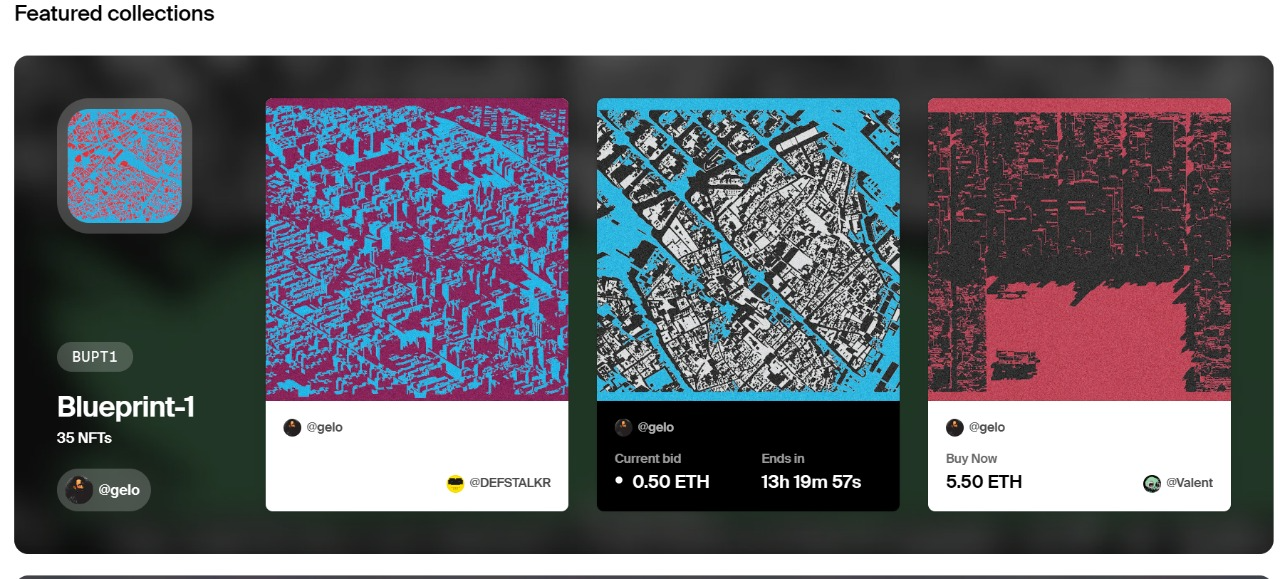 Featured collections
BUPT1
Blueprint-1
35 NFTs
@gelo
@gelo
@DEFSTALKR
@gelo
Current bid
Ends in
0.50 ETH
13h 19m 57s
@gelo
Buy Now
5.50 ETH
@Valent